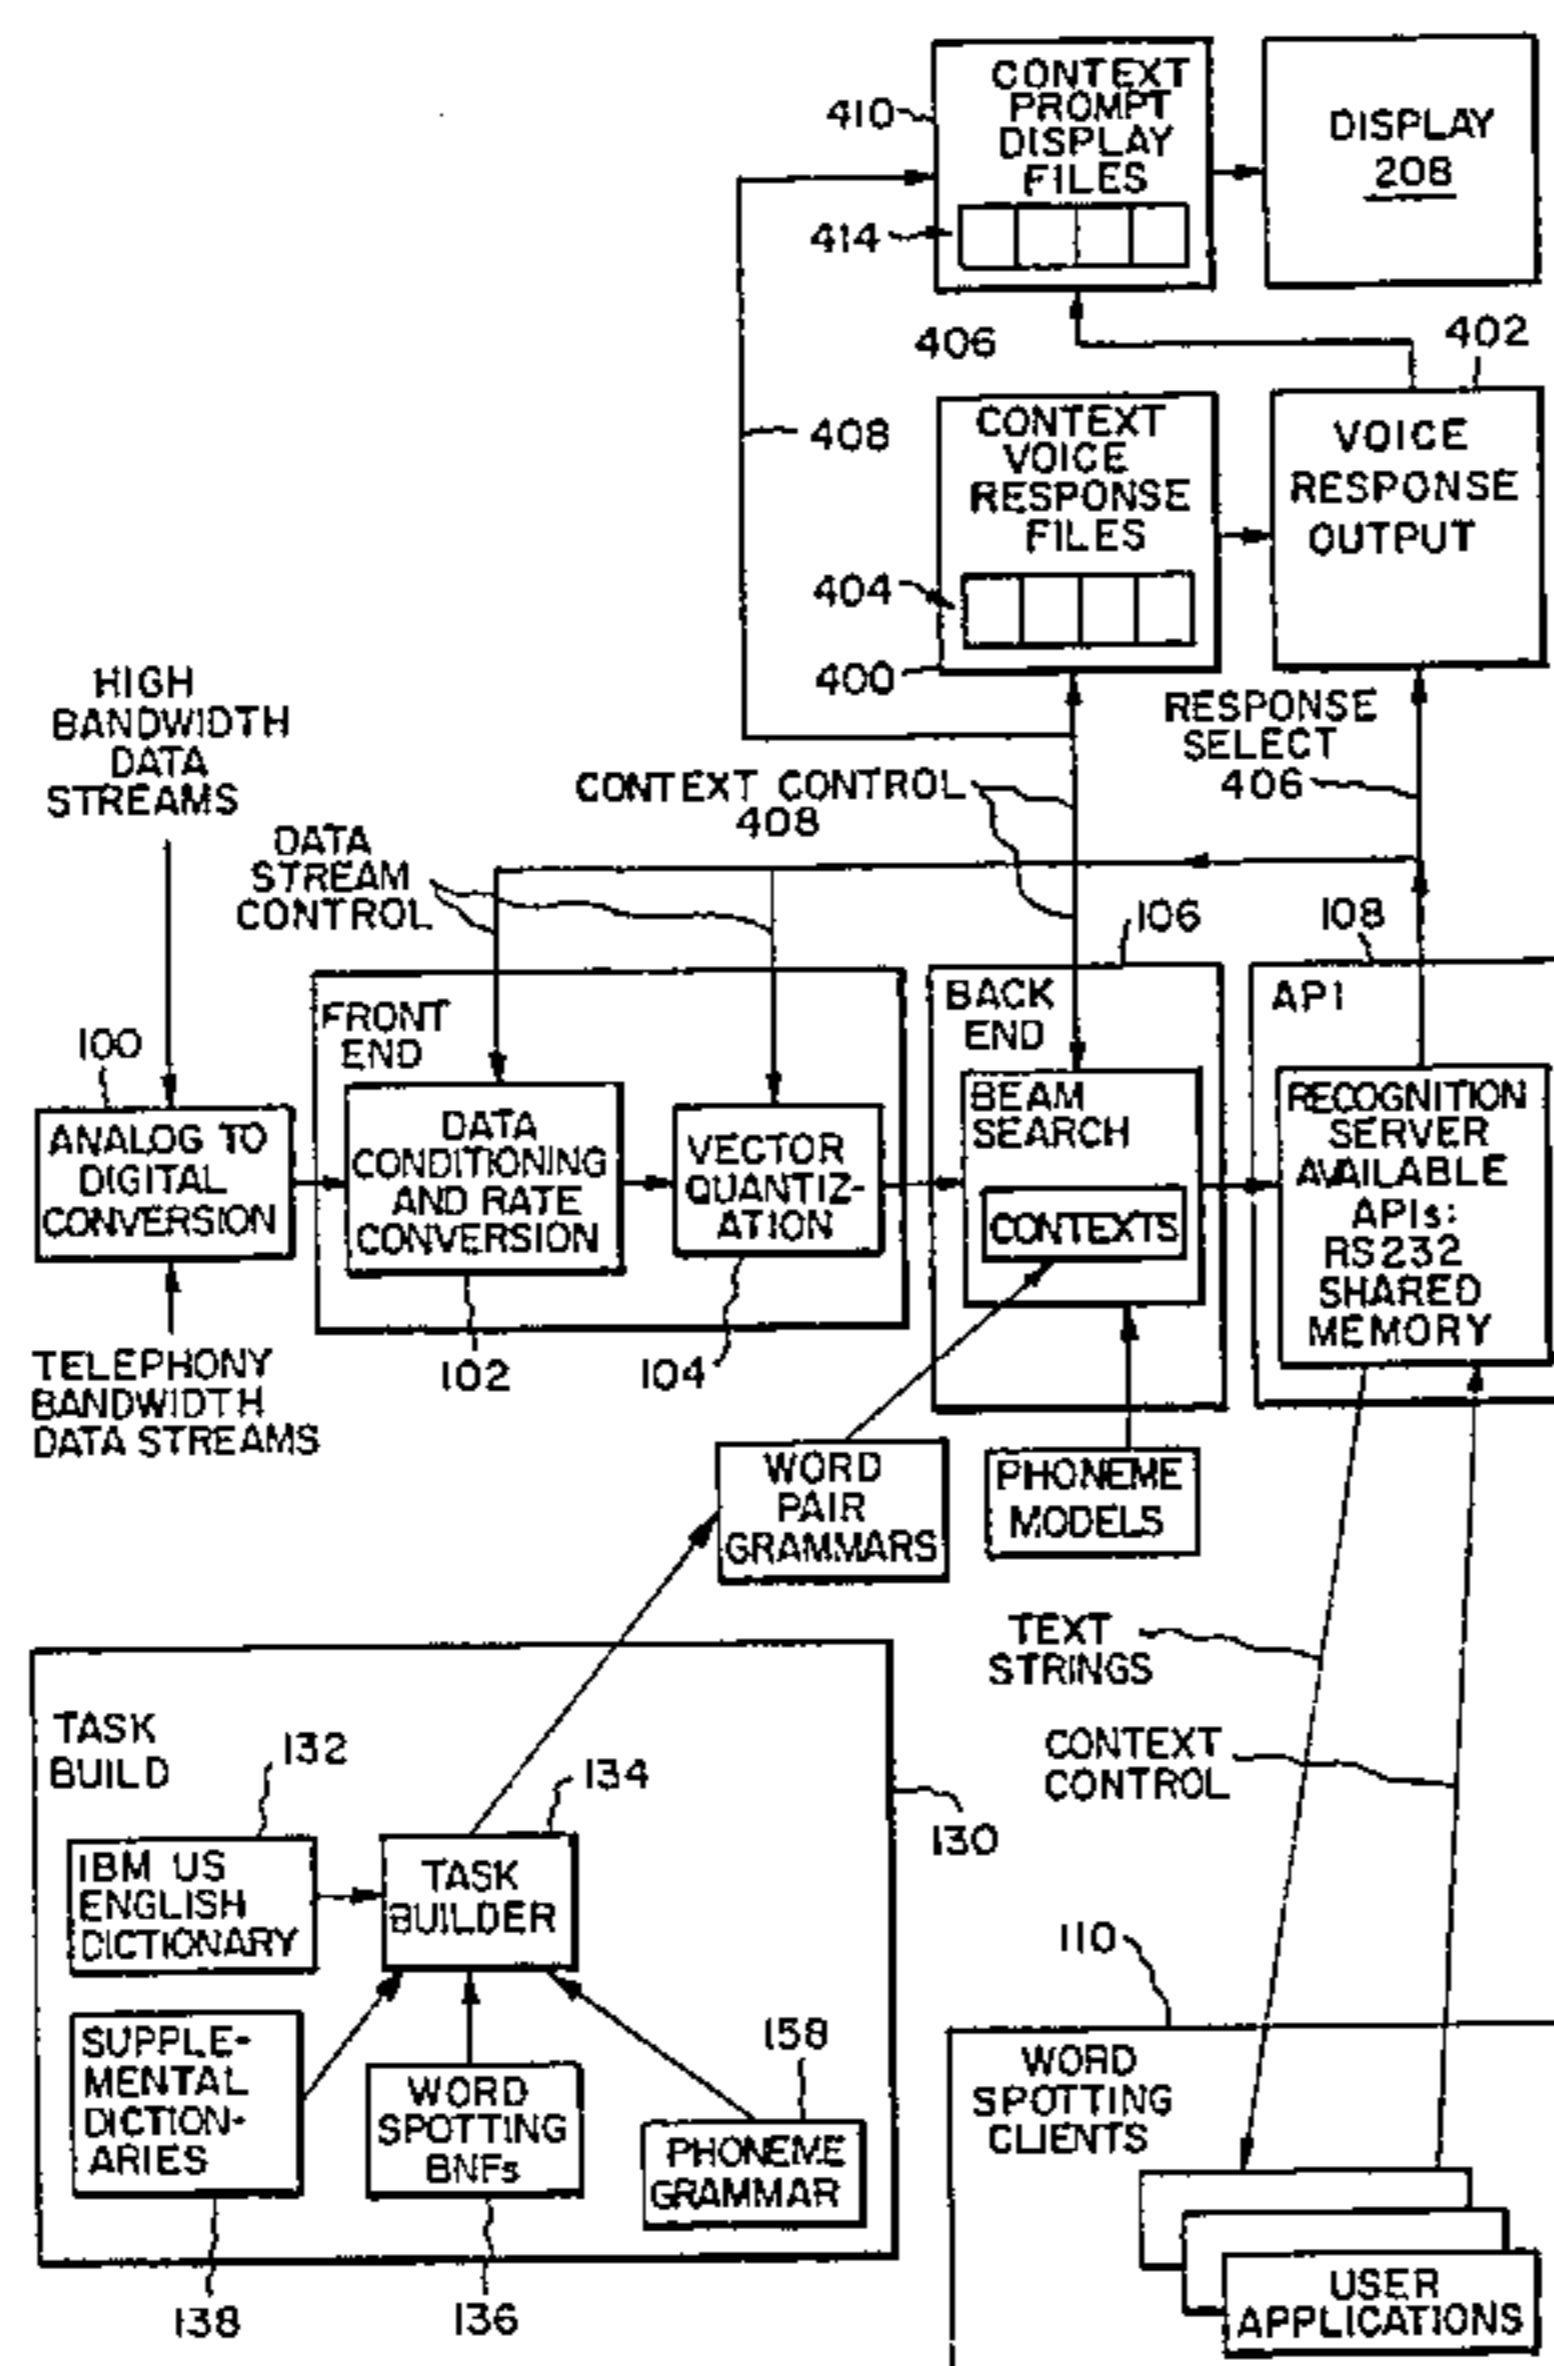 CONTEXT
PROMPT
DISPLAY
FILES
410
414
DISPLAY
208
406
402
408
CONTEXT
VOICE
RESPONSE
FILES
404
400
VOICE
RESPONSE
OUTPUT
HIGH
BANDWIDTH
DATA
STREAMS
RESPONSE
SELECT
406
CONTEXT CONTROL
408
DATA
STREAM
CONTROL
106
108
FRONT
END
BACK
END
API
100
ANALOG TO
DIGITAL
CONVERSION
DATA
CONDITIONING
AND RATE
CONVERSION
VECTOR
QUANTIZ-
ATION
BEAM
SEARCH
CONTEXTS
RECOGNITION
SERVER
AVAILABLE
APIs:
RS232
SHARED
MEMORY
102
104
TELEPHONY
BANDWIDTH
DATA STREAMS
WORD
PAIR
GRAMMARS
PHONEME
MODELS
TEXT
STRINGS
CONTEXT
CONTROL
TASK
BUILD
132
134
130
IBM US
ENGLISH
DICTIONARY
TASK
BUILDER
SUPPLE-
MENTAL
DICTION-
ARIES
WORD
SPOTTING
BNFs
158
PHONEME
GRAMMAR
138
136
110
WORD
SPOTTING
CLIENTS
USER
APPLICATIONS